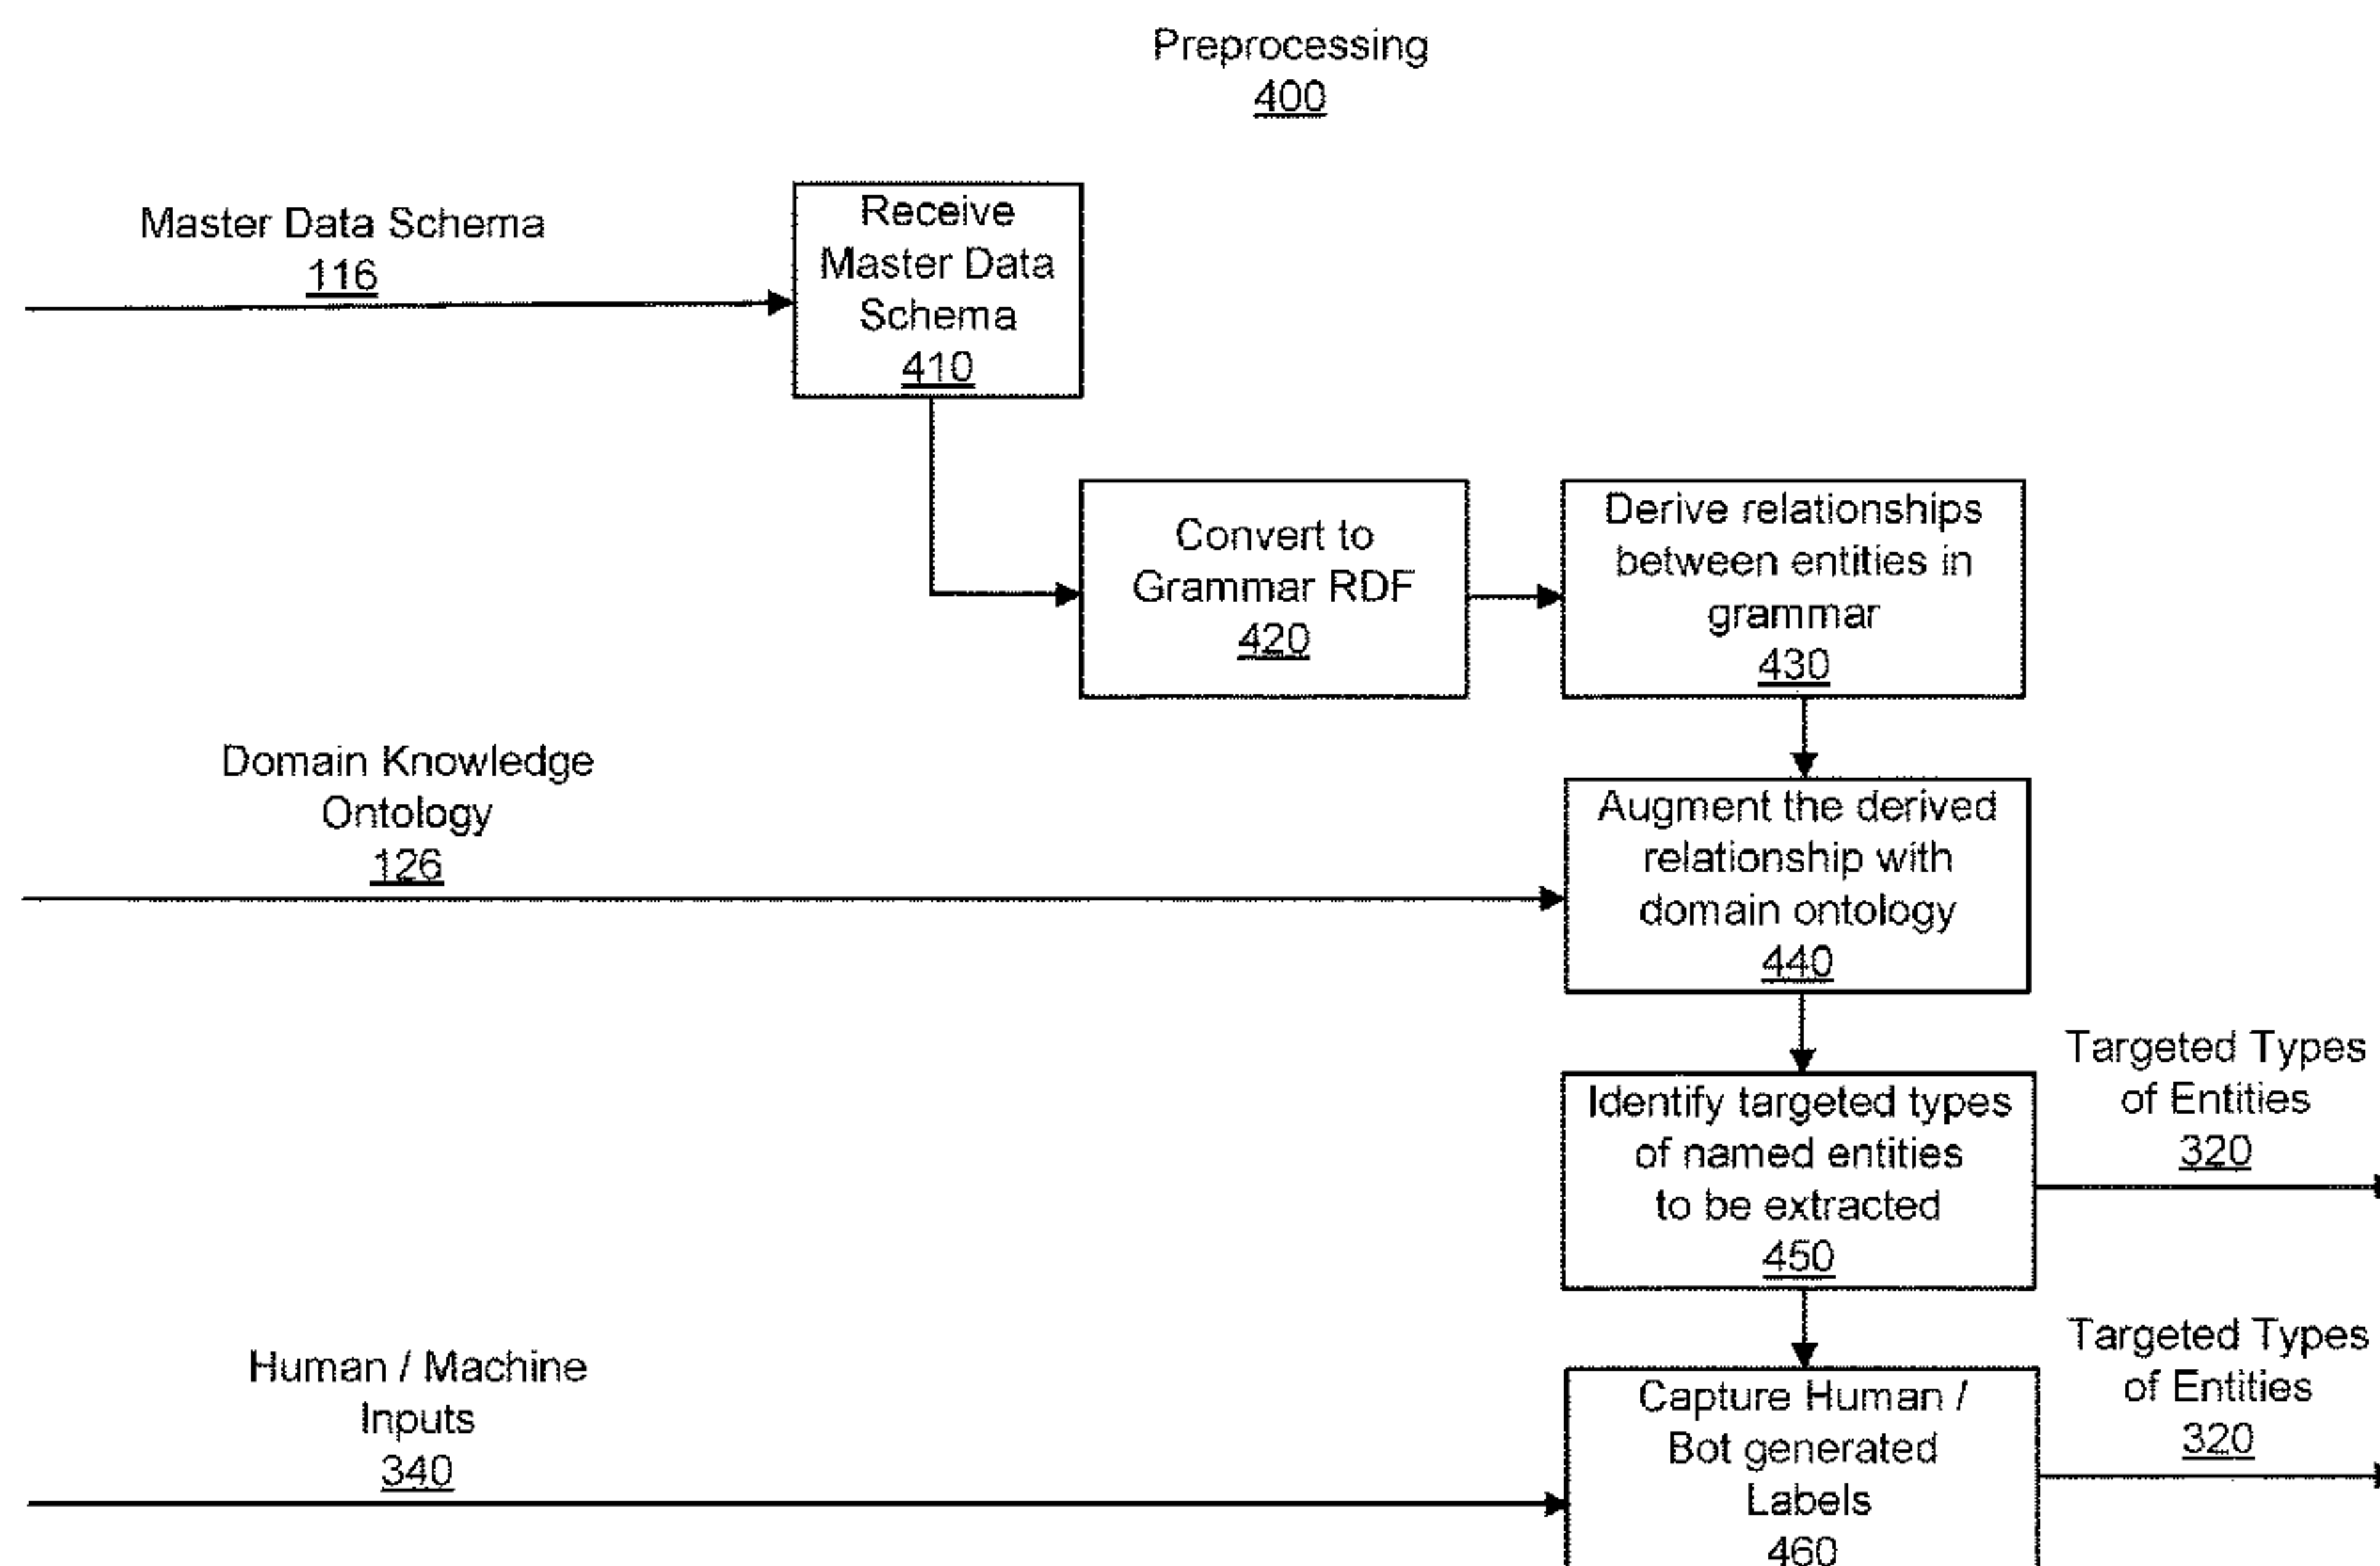 Preprocessing
400
Master Data Schema
116
Receive
Master Data
Schema
410
Convert to
Grammar RDF
420
Derive relationships
between entities in
grammar
430
Domain Knowledge
Ontology
126
Augment the derived
relationship with
domain ontology
440
Identify targeted types
of named entities
to be extracted
450
Targeted Types
of Entities
320
Human / Machine
Inputs
340
Capture Human /
Bot generated
Labels
460
Targeted Types
of Entities
320